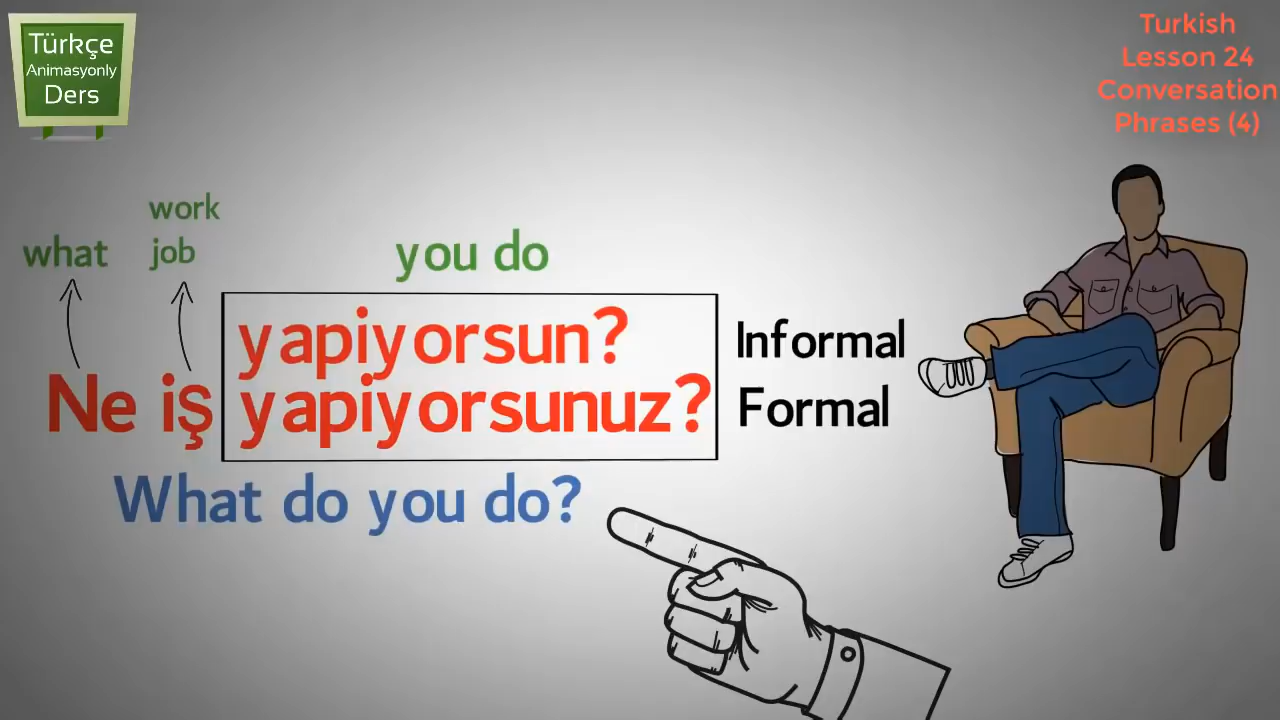 Türkçe
Animasyonly
Ders
Turkish
Lesson 24
Conversation
Phrases (4)
work
what job you do
yapiyorsun? Informal
Ne iş yapiyorsunuz? Formal
What do you do?